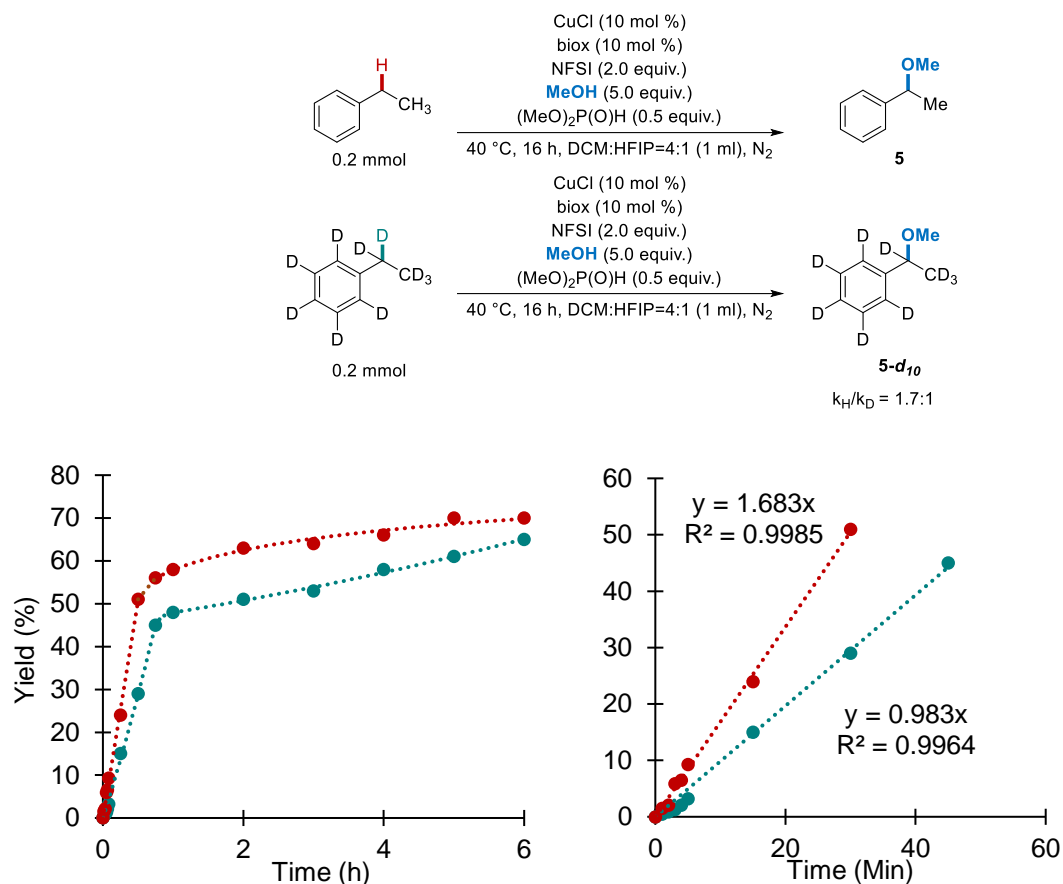 CuCl (10 mol %)
biox (10 mol %)
NFSI (2.0 equiv.)
MeOH (5.0 equiv.)
(MeO)2P(O)H (0.5 equiv.)
40 °C, 16 h, DCM:HFIP=4:1 (1 ml), N2
H
CH3
0.2 mmol
OMe
Me
5
CuCl (10 mol %)
biox (10 mol %)
NFSI (2.0 equiv.)
MeOH (5.0 equiv.)
(MeO)2P(O)H (0.5 equiv.)
40 °C, 16 h, DCM:HFIP=4:1 (1 ml), N2
D
D
D
D
CD3
D
D
D
0.2 mmol
OMe
D
D
D
CD3
D
D
D
5-d10
kH/kD = 1.7:1
80
70
60
50
40
30
20
10
0
Yield (%)
0
2
4
6
Time (h)
60
50
40
30
20
10
0
y = 1.683x
R² = 0.9985
y = 0.983x
R² = 0.9964
0
20
40
60
Time (Min)